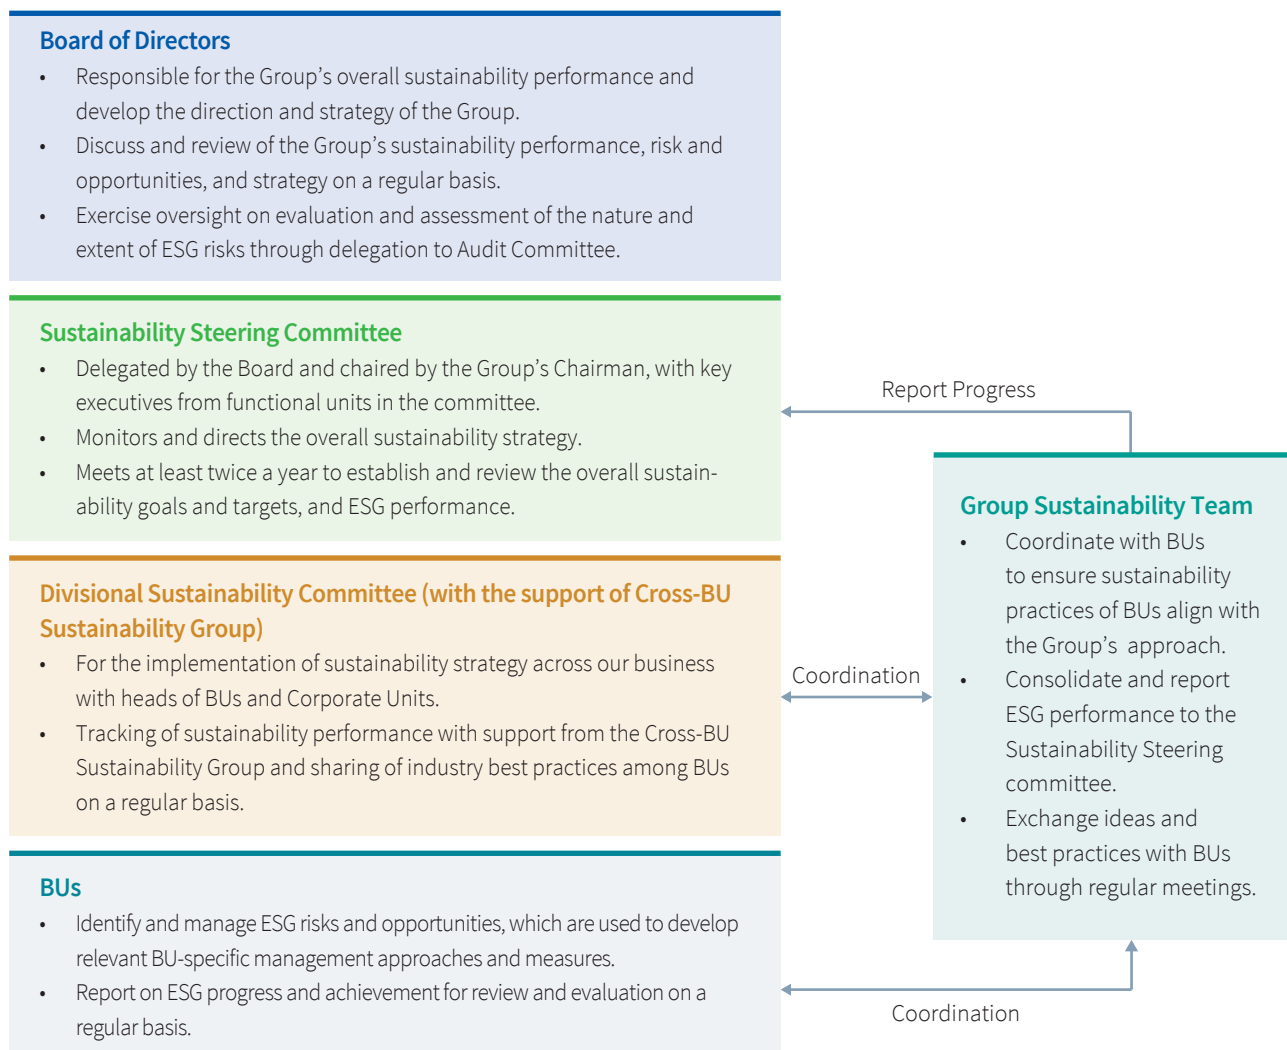 Board of Directors
• Responsible for the Group’s overall sustainability performance and
develop the direction and strategy of the Group.
• Discuss and review of the Group’s sustainability performance, risk and
opportunities, and strategy on a regular basis.
• Exercise oversight on evaluation and assessment of the nature and
extent of ESG risks through delegation to Audit Committee.
Sustainability Steering Committee
• Delegated by the Board and chaired by the Group’s Chairman, with key
executives from functional units in the committee.
• Monitors and directs the overall sustainability strategy.
• Meets at least twice a year to establish and review the overall sustain-
ability goals and targets, and ESG performance.
Divisional Sustainability Committee (with the support of Cross-BU
Sustainability Group)
• For the implementation of sustainability strategy across our business
with heads of BUs and Corporate Units.
• Tracking of sustainability performance with support from the Cross-BU
Sustainability Group and sharing of industry best practices among BUs
on a regular basis.
BUs
• Identify and manage ESG risks and opportunities, which are used to develop
relevant BU-specific management approaches and measures.
• Report on ESG progress and achievement for review and evaluation on a
regular basis.
Report Progress
Coordination
Group Sustainability Team
• Coordinate with BUs
to ensure sustainability
practices of BUs align with
the Group’s approach.
• Consolidate and report
ESG performance to the
Sustainability Steering
committee.
• Exchange ideas and
best practices with BUs
through regular meetings.
Coordination